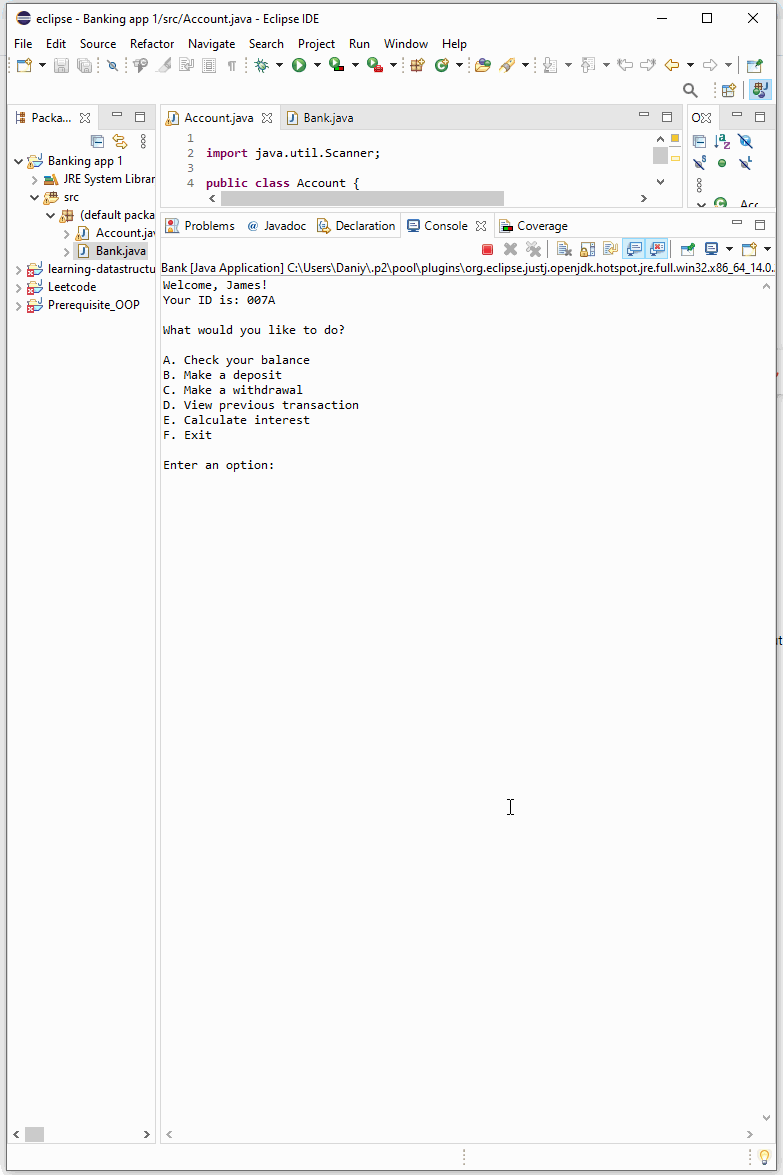 eclipse - Banking app 1/src/Account.java - Eclipse IDE
File Edit Source Refactor Navigate Search Project Run Window Help
Packa...
Account.java
Bank.java
O
Banking app 1
JRE System Librar
src
(default packa
Account.jav
Bank.java
learning-datastructu
Leetcode
Prerequisite_OOP
1
2 import java.util.Scanner;
3
4 public class Account {
Acc
Problems @ Javadoc Declaration Console Coverage
Bank [Java Application] C:\Users\Daniy\.p2\pool\plugins\org.eclipse.justj.openjdk.hotspot.jre.full.win32.x86_64_14.0..
Welcome, James!
Your ID is: 007A
What would you like to do?
A. Check your balance
B. Make a deposit
C. Make a withdrawal
D. View previous transaction
E. Calculate interest
F. Exit
Enter an option: